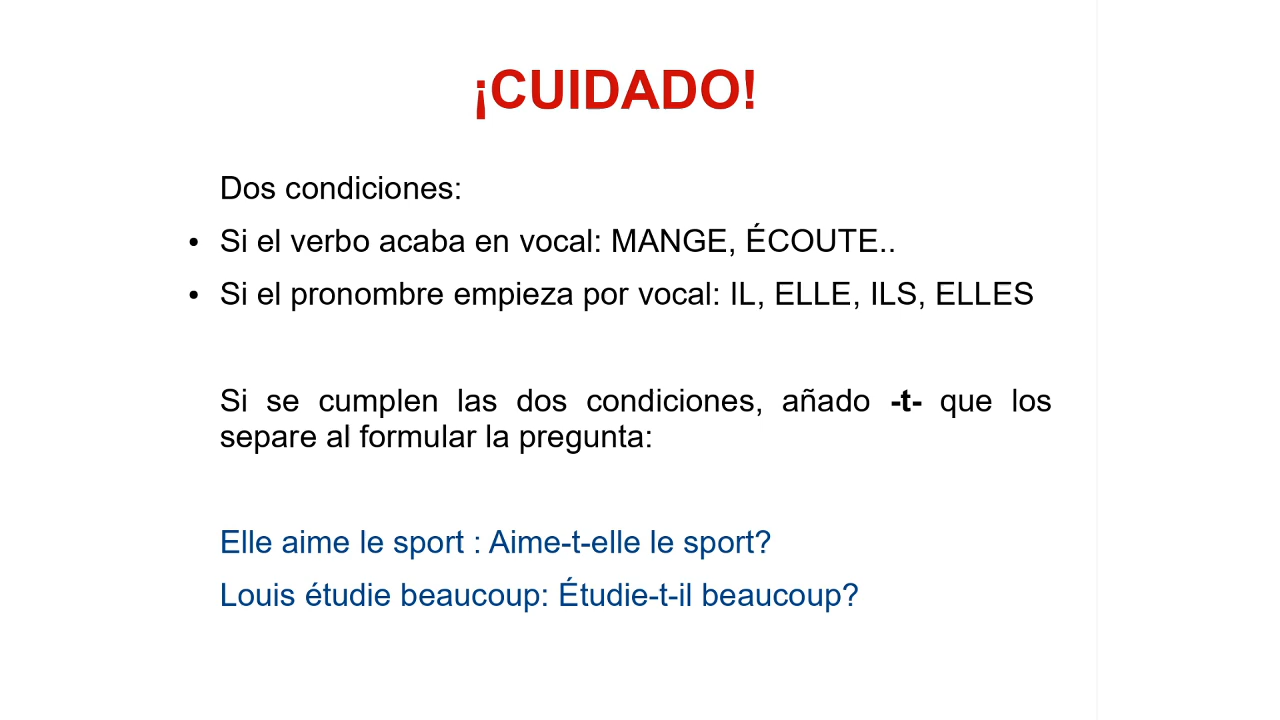 ¡CUIDADO!
Dos condiciones:
• Si el verbo acaba en vocal: MANGE, ÉCOUTE..
• Si el pronombre empieza por vocal: IL, ELLE, ILS, ELLES
Si se cumplen las dos condiciones, añado -t- que los
separe al formular la pregunta:
Elle aime le sport : Aime-t-elle le sport?
Louis étudie beaucoup: Étudie-t-il beaucoup?